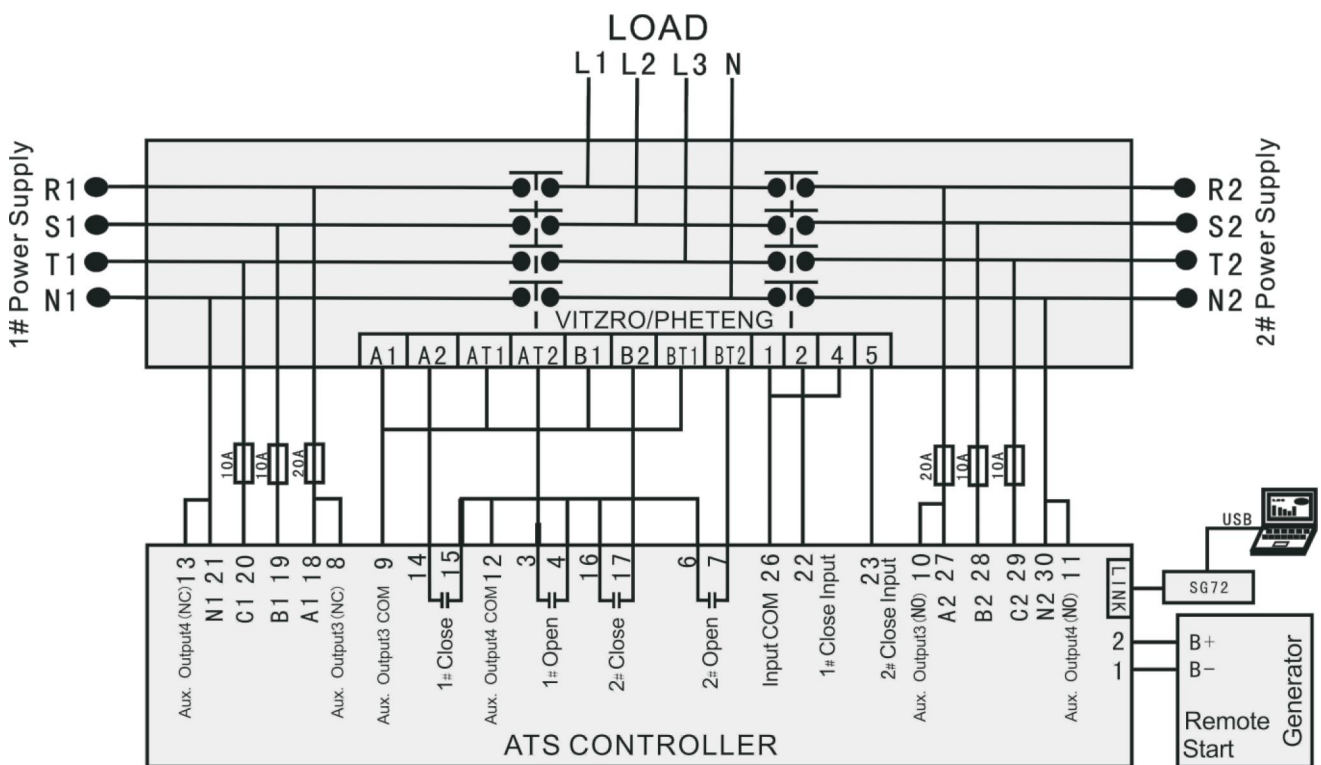 LOAD
L1 L2 L3 N
1# Power Supply
R1
S1
T1
N1
R2
S2
T2
N2
2# Power Supply
VITZRO/PHETENG
A1 A2 AT1 AT2 B1 B2 BT1 BT2 1 2 4 5
10A
10A
20A
20A
10A
10A
USB
SG72
LINK
Aux. Output4 (NC) 13
N1 21
C1 20
B1 19
A1 18
Aux. Output3 (NC) 8
Aux. Output3 COM 9
14
1# Close 15
Aux. Output4 COM 12
3
1# Open 4
16
2# Close 17
6
2# Open 7
Input COM 26
1# Close Input 22
2# Close Input 23
Aux. Output3 (NO) 10
A2 27
B2 28
C2 29
N2 30
Aux. Output4 (NO) 11
2
1
B+
B-
Remote
Start
Generator
ATS CONTROLLER